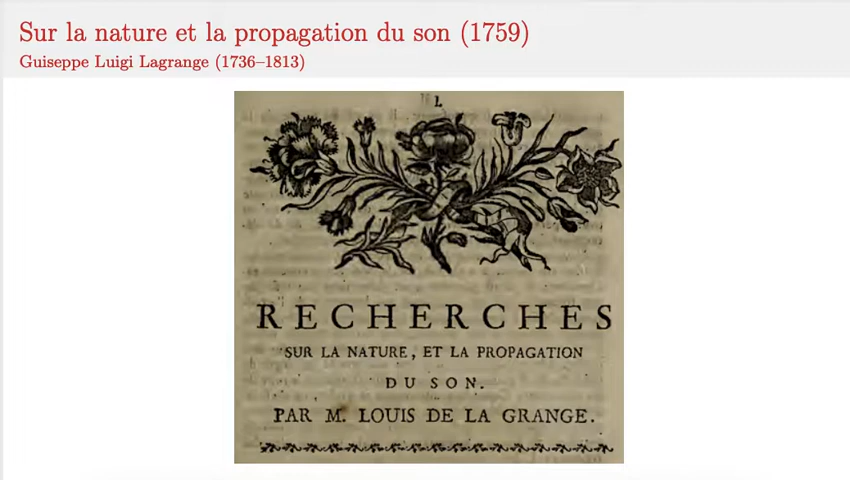 Sur la nature et la propagation du son (1759)
Guiseppe Luigi Lagrange (1736–1813)
I.
RECHERCHES
SUR LA NATURE, ET LA PROPAGATION
DU SON.
PAR M. LOUIS DE LA GRANGE.